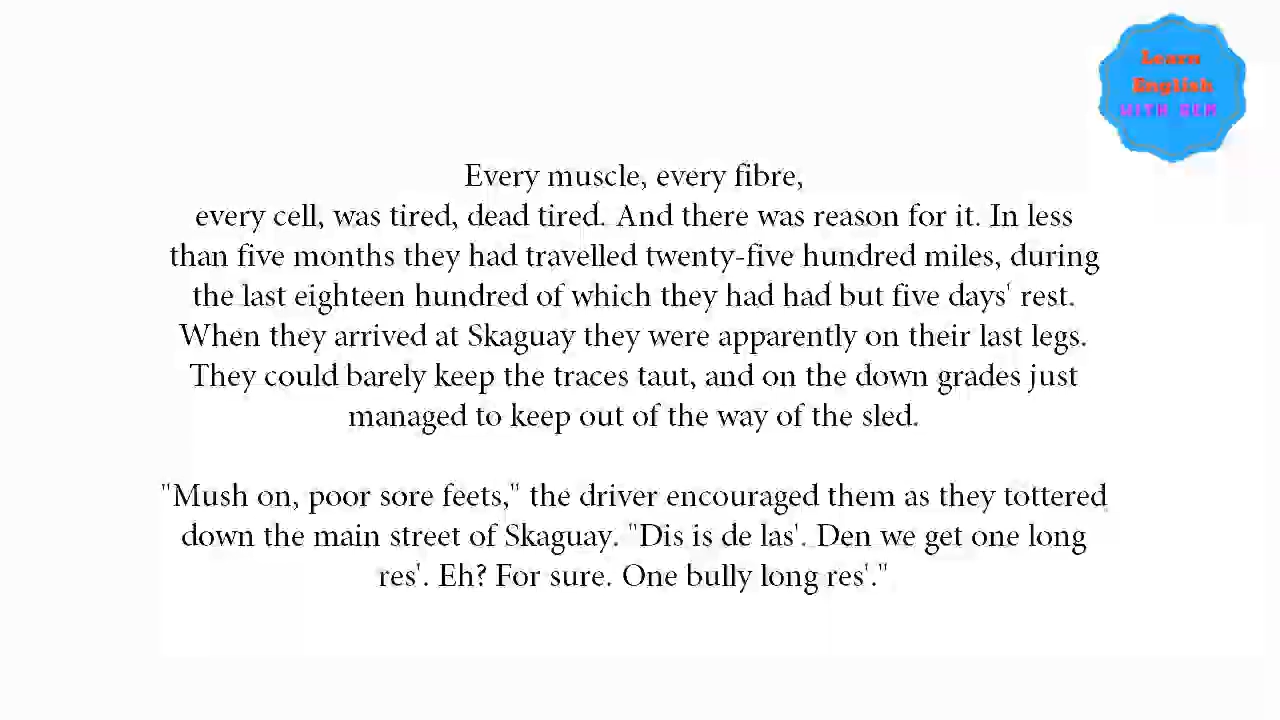 Learn
English
WITH GEM
Every muscle, every fibre,
every cell, was tired, dead tired. And there was reason for it. In less
than five months they had travelled twenty-five hundred miles, during
the last eighteen hundred of which they had had but five days' rest.
When they arrived at Skaguay they were apparently on their last legs.
They could barely keep the traces taut, and on the down grades just
managed to keep out of the way of the sled.
"Mush on, poor sore feets," the driver encouraged them as they tottered
down the main street of Skaguay. "Dis is de las'. Den we get one long
res'. Eh? For sure. One bully long res'."